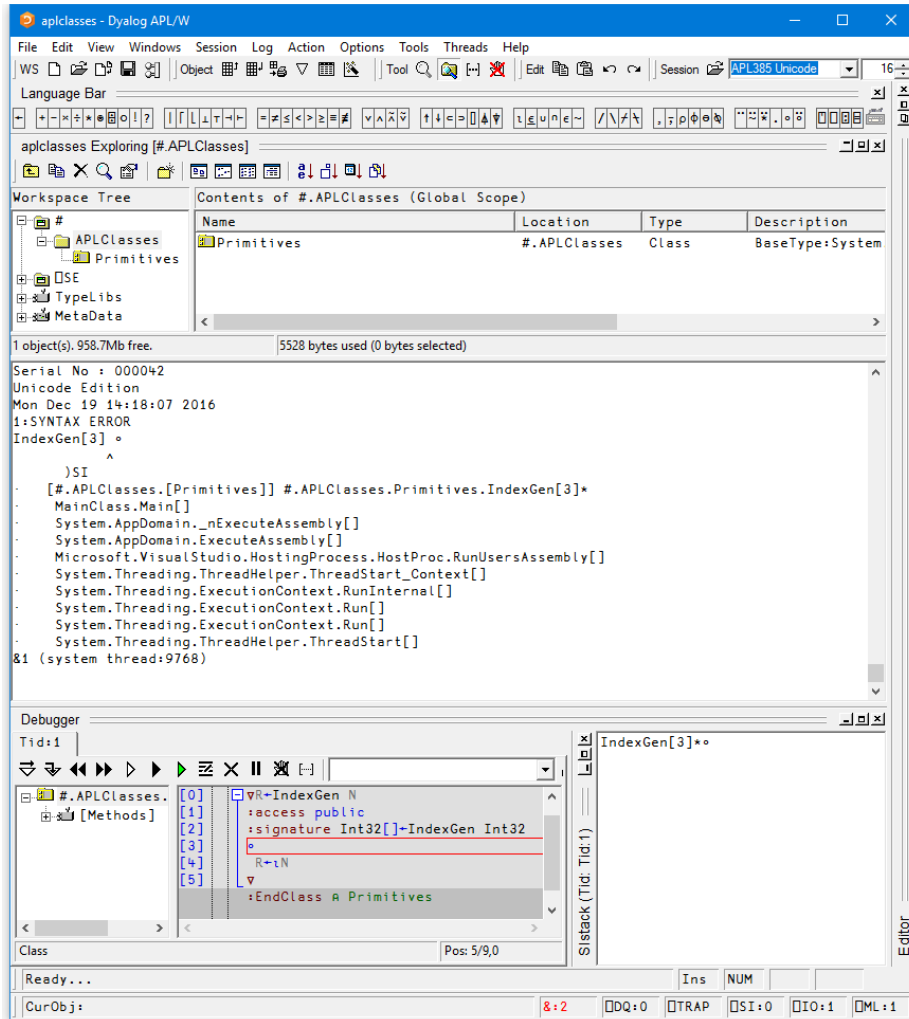 aplclasses - Dyalog APL/W
File Edit View Windows Session Log Action Options Tools Threads Help
WS Object Tool Edit Session APL385 Unicode 16
Language Bar
← + - × ÷ * ⍟ ⌹ ○ ! ? | ⌈ ⌊ ⊥ ⊤ ⊣ ⊢ = ≠ ≤ < > ≥ ≡ ≢ ∨ ∧ ⍲ ⍱ ↑ ↓ ⊂ ⊃ ⌷ ⍋ ⍒ ⍳ ⍷ ∪ ∩ ∊ ~ / \ ⌿ ⍀ , ⍪ ⍴ ⌽ ⊖ ⍉ ¨ ⍨ ⍣ . ∘ ⍤
aplclasses Exploring [#.APLClasses]
Workspace Tree Contents of #.APLClasses (Global Scope)
# Name Location Type Description
APLClasses Primitives #.APLClasses Class BaseType:System
Primitives
⎕SE
TypeLibs
MetaData
1 object(s). 958.7Mb free. 5528 bytes used (0 bytes selected)
Serial No : 000042
Unicode Edition
Mon Dec 19 14:18:07 2016
1:SYNTAX ERROR
IndexGen[3] ∘
^
)SI
· [#.APLClasses.[Primitives]] #.APLClasses.Primitives.IndexGen[3]*
· MainClass.Main[]
· System.AppDomain._nExecuteAssembly[]
· System.AppDomain.ExecuteAssembly[]
· Microsoft.VisualStudio.HostingProcess.HostProc.RunUsersAssembly[]
· System.Threading.ThreadHelper.ThreadStart_Context[]
· System.Threading.ExecutionContext.RunInternal[]
· System.Threading.ExecutionContext.Run[]
· System.Threading.ExecutionContext.Run[]
· System.Threading.ThreadHelper.ThreadStart[]
&1 (system thread:9768)
Debugger
Tid:1
IndexGen[3]*∘
#.APLClasses.
[Methods]
[0] ∇R←IndexGen N
[1] :access public
[2] :signature Int32[]←IndexGen Int32
[3] ∘
[4] R←⍳N
[5] ∇
:EndClass ⍝ Primitives
SIstack (Tid: Tid:1)
Editor
Class Pos: 5/9,0
Ready... Ins NUM
CurObj: &:2 ⎕DQ:0 ⎕TRAP ⎕SI:0 ⎕IO:1 ⎕ML:1